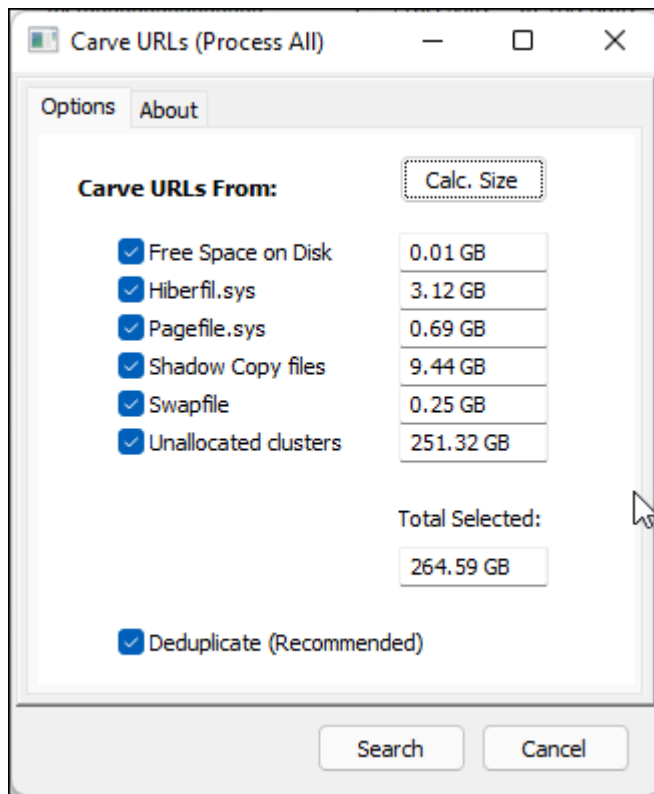 Carve URLs (Process All)
Options About
Carve URLs From: Calc. Size
Free Space on Disk 0.01 GB
Hiberfil.sys 3.12 GB
Pagefile.sys 0.69 GB
Shadow Copy files 9.44 GB
Swapfile 0.25 GB
Unallocated clusters 251.32 GB
Total Selected:
264.59 GB
Deduplicate (Recommended)
Search Cancel